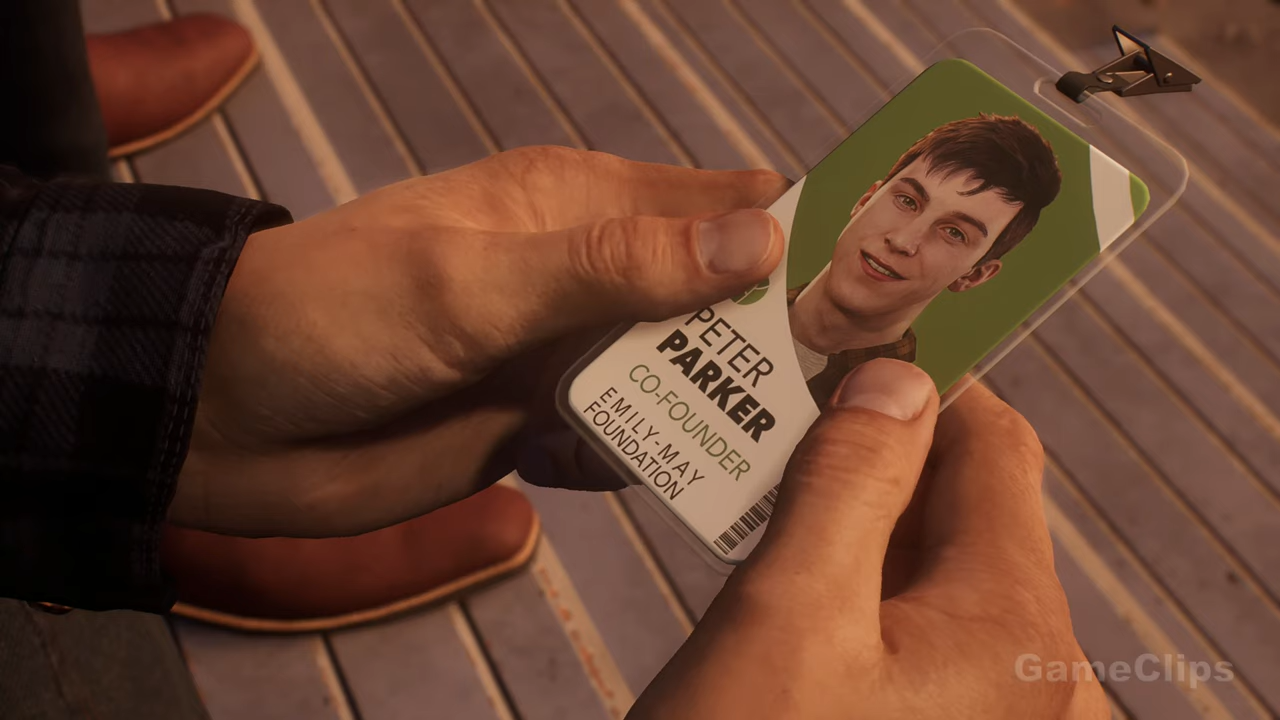 PETER
PARKER
CO-FOUNDER
EMILY-MAY
FOUNDATION
GameClips